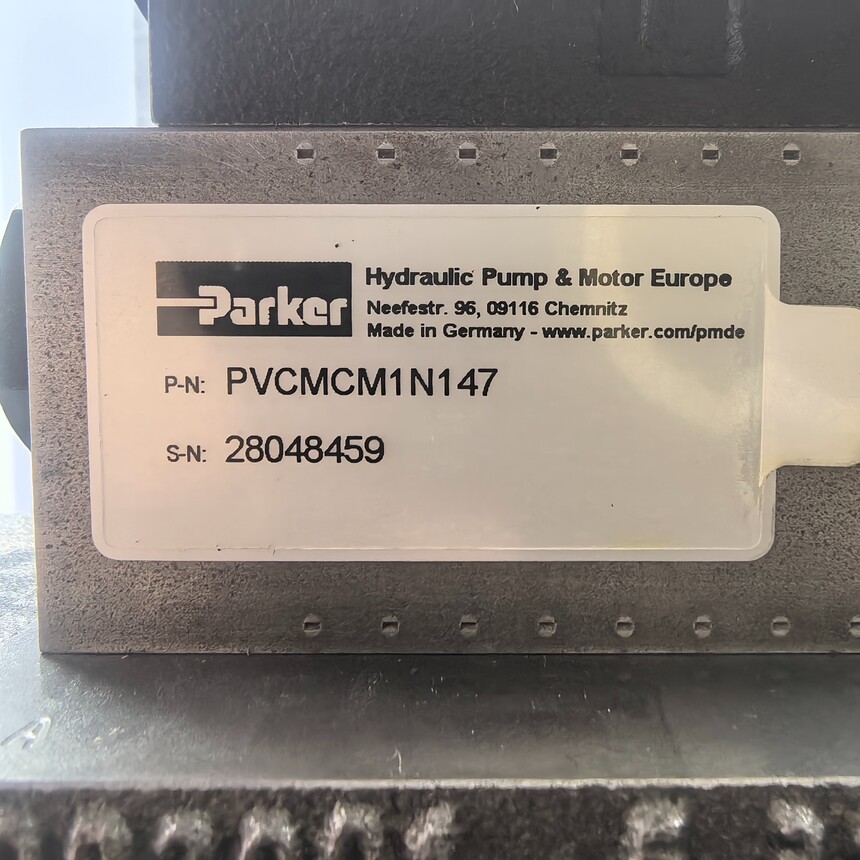 Parker
Hydraulic Pump & Motor Europe
Neefestr. 96, 09116 Chemnitz
Made in Germany - www.parker.com/pmde
P-N: PVCMCM1N147
S-N: 28048459
A